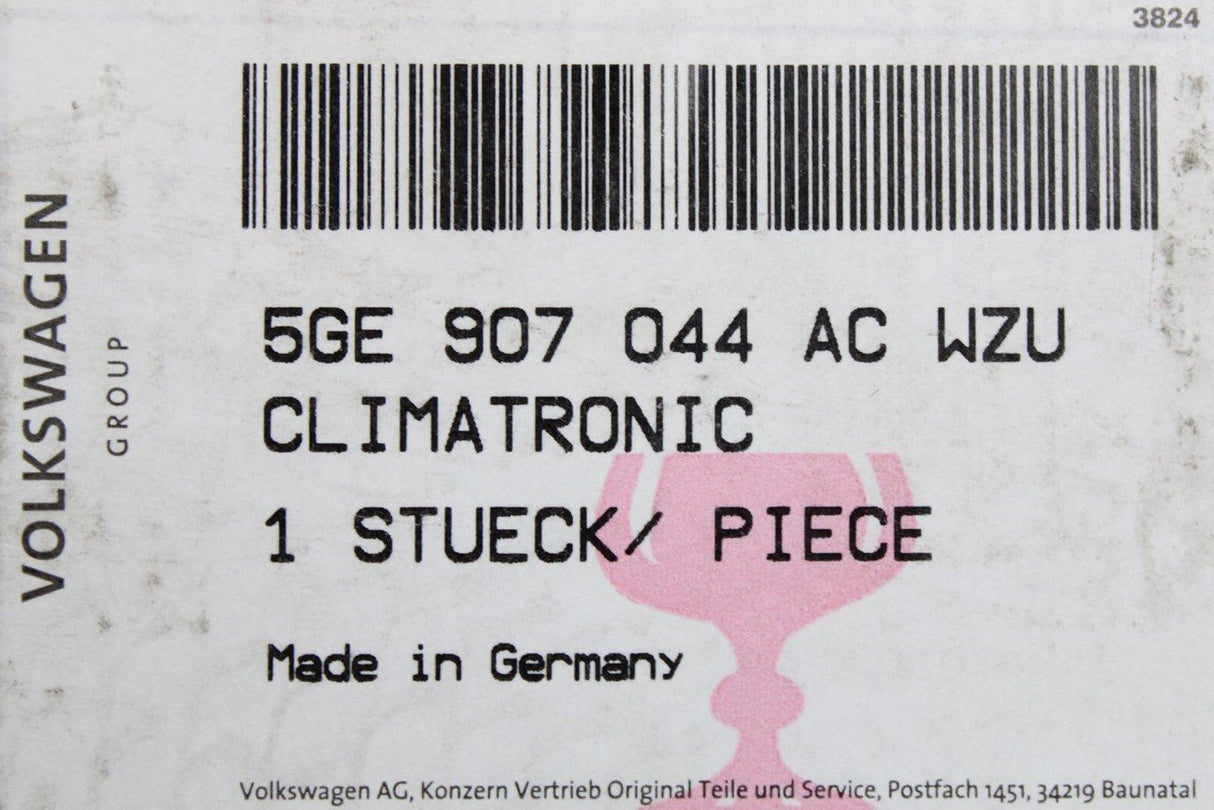 3824
VOLKSWAGEN
GROUP
5GE 907 044 AC WZU
CLIMATRONIC
1 STUECK/ PIECE
Made in Germany
Volkswagen AG, Konzern Vertrieb Original Teile und Service, Postfach 1451, 34219 Baunatal